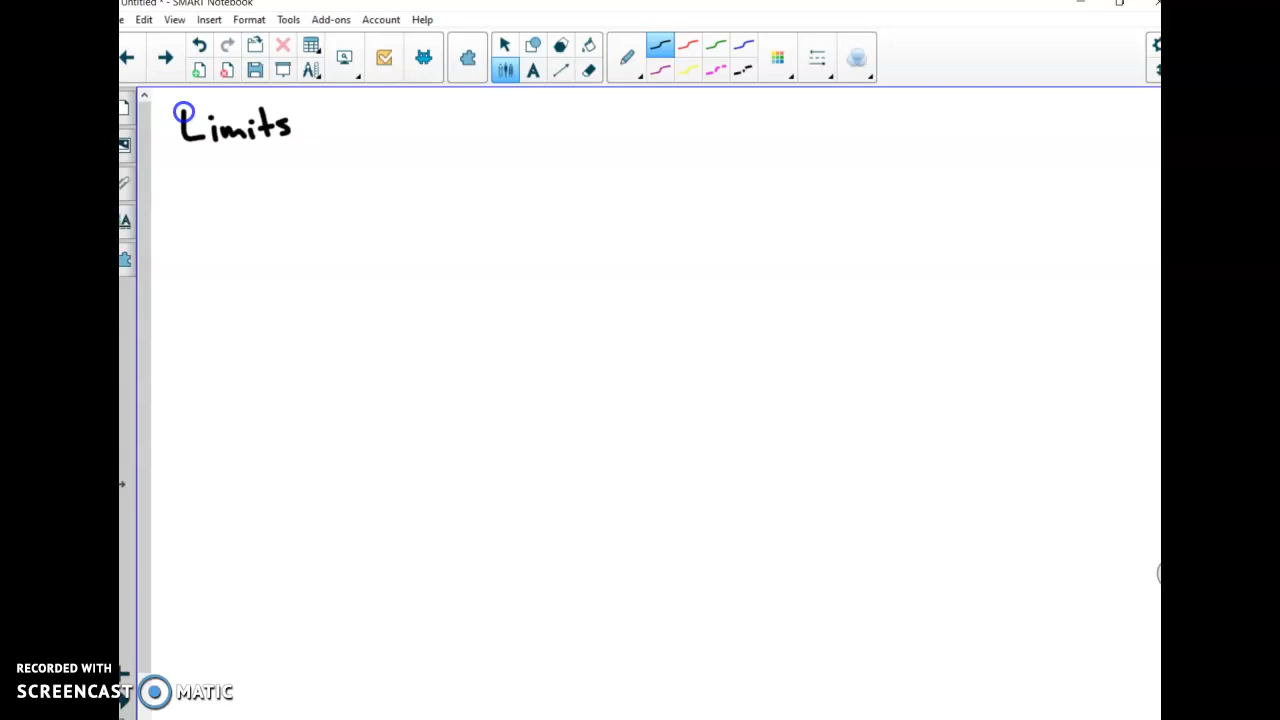 Untitled * - SMART Notebook
e Edit View Insert Format Tools Add-ons Account Help
A
A
Limits
RECORDED WITH
SCREENCAST MATIC